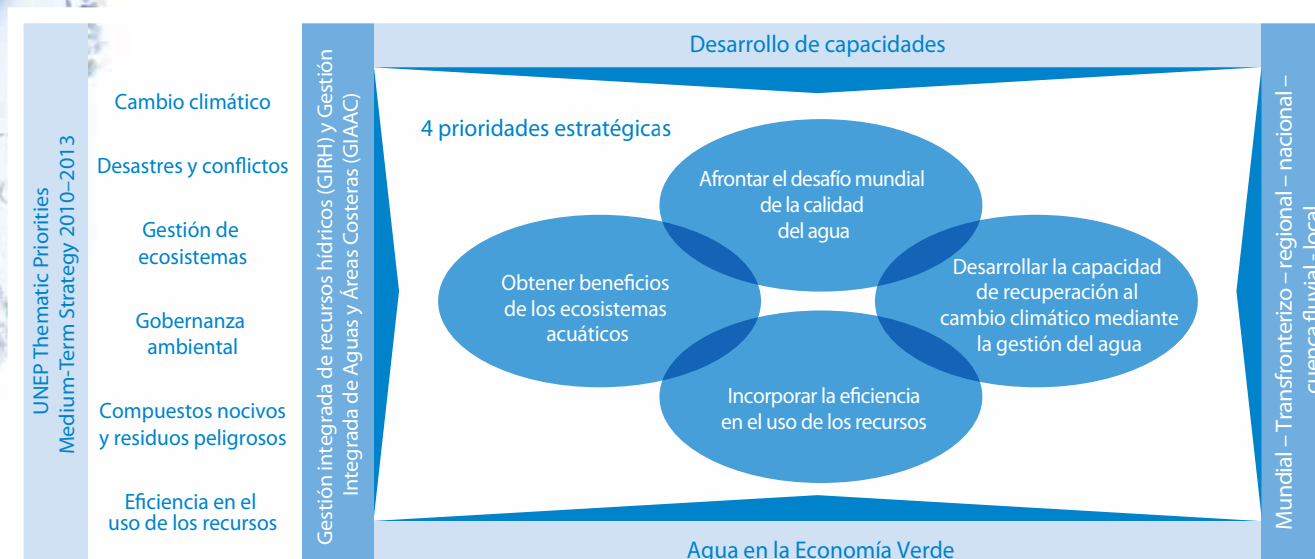 UNEP Thematic Priorities
Medium-Term Strategy 2010–2013
Cambio climático
Desastres y conflictos
Gestión de
ecosistemas
Gobernanza
ambiental
Compuestos nocivos
y residuos peligrosos
Eficiencia en el
uso de los recursos
Gestión integrada de recursos hídricos (GIRH) y Gestión
Integrada de Aguas y Áreas Costeras (GIAAC)
Desarrollo de capacidades
4 prioridades estratégicas
Afrontar el desafío mundial
de la calidad
del agua
Obtener beneficios
de los ecosistemas
acuáticos
Desarrollar la capacidad
de recuperación al
cambio climático mediante
la gestión del agua
Incorporar la eficiencia
en el uso de los recursos
Agua en la Economía Verde
Mundial – Transfronterizo – regional – nacional –
cuenca fluvial -local